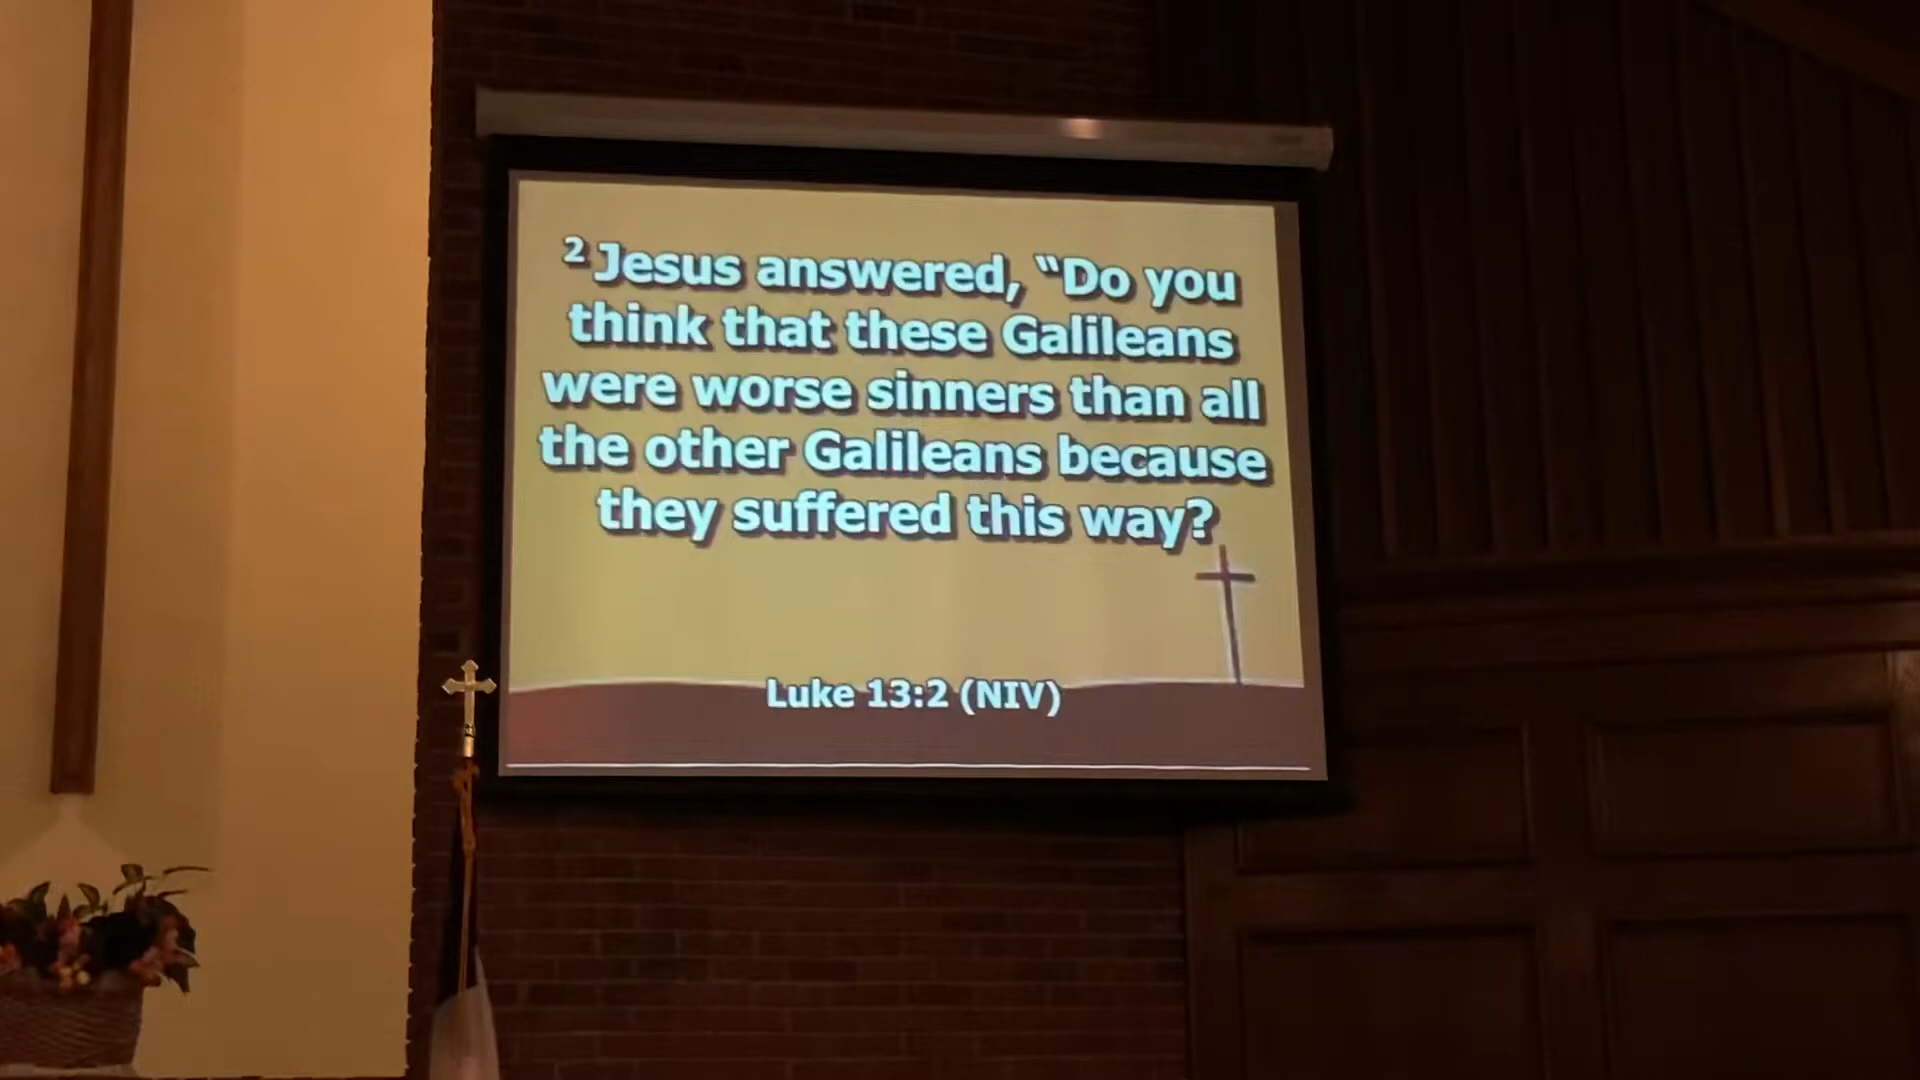 ² Jesus answered, “Do you
think that these Galileans
were worse sinners than all
the other Galileans because
they suffered this way?
Luke 13:2 (NIV)